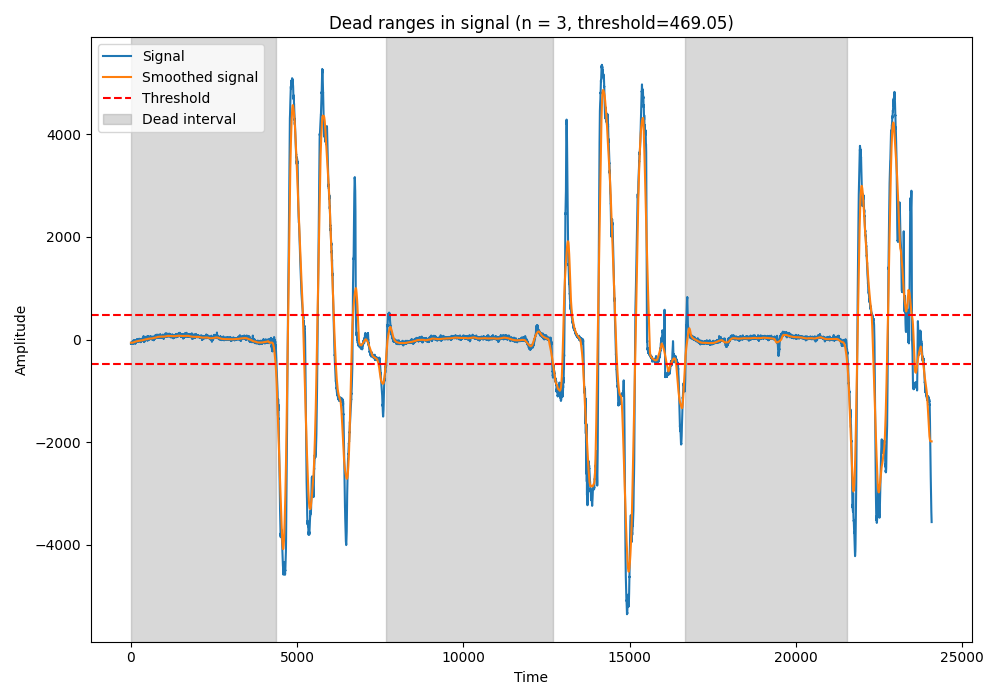 Dead ranges in signal (n = 3, threshold=469.05)
Signal
Smoothed signal
Threshold
Dead interval
4000
2000
0
−2000
−4000
Amplitude
0 5000 10000 15000 20000 25000
Time